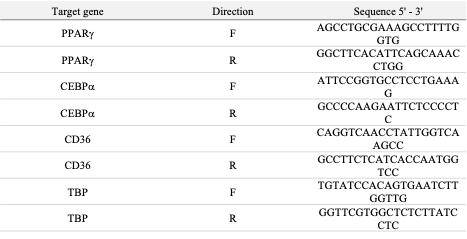 Target gene Direction Sequence 5' - 3'
PPARγ F AGCCTGCGAAAGCCTTTTG
GTG
PPARγ R GGCTTCACATTCAGCAAAC
CTGG
CEBPα F ATTCCGGTGCCTCCTGAAA
G
CEBPα R GCCCCAAGAATTCTCCCCT
C
CD36 F CAGGTCAACCTATTGGTCA
AGCC
CD36 R GCCTTCTCATCACCAATGG
TCC
TBP F TGTATCCACAGTGAATCTT
GGTTG
TBP R GGTTCGTGGCTCTCTTATC
CTC